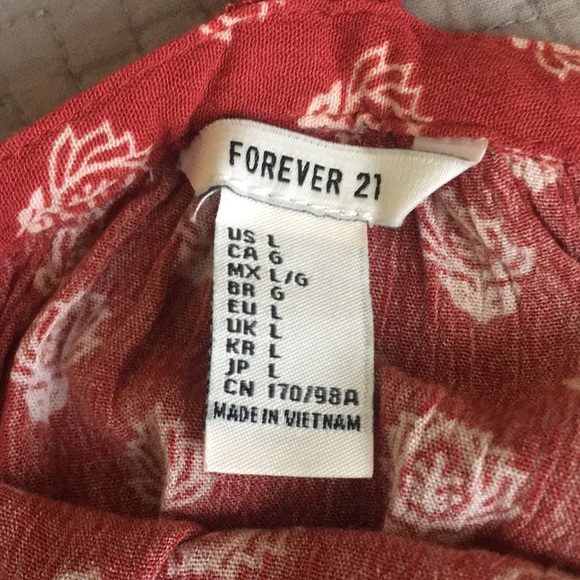 FOREVER 21
US L
CA G
MX L/G
BR G
EU L
UK L
KR L
JP L
CN 170/98A
MADE IN VIETNAM